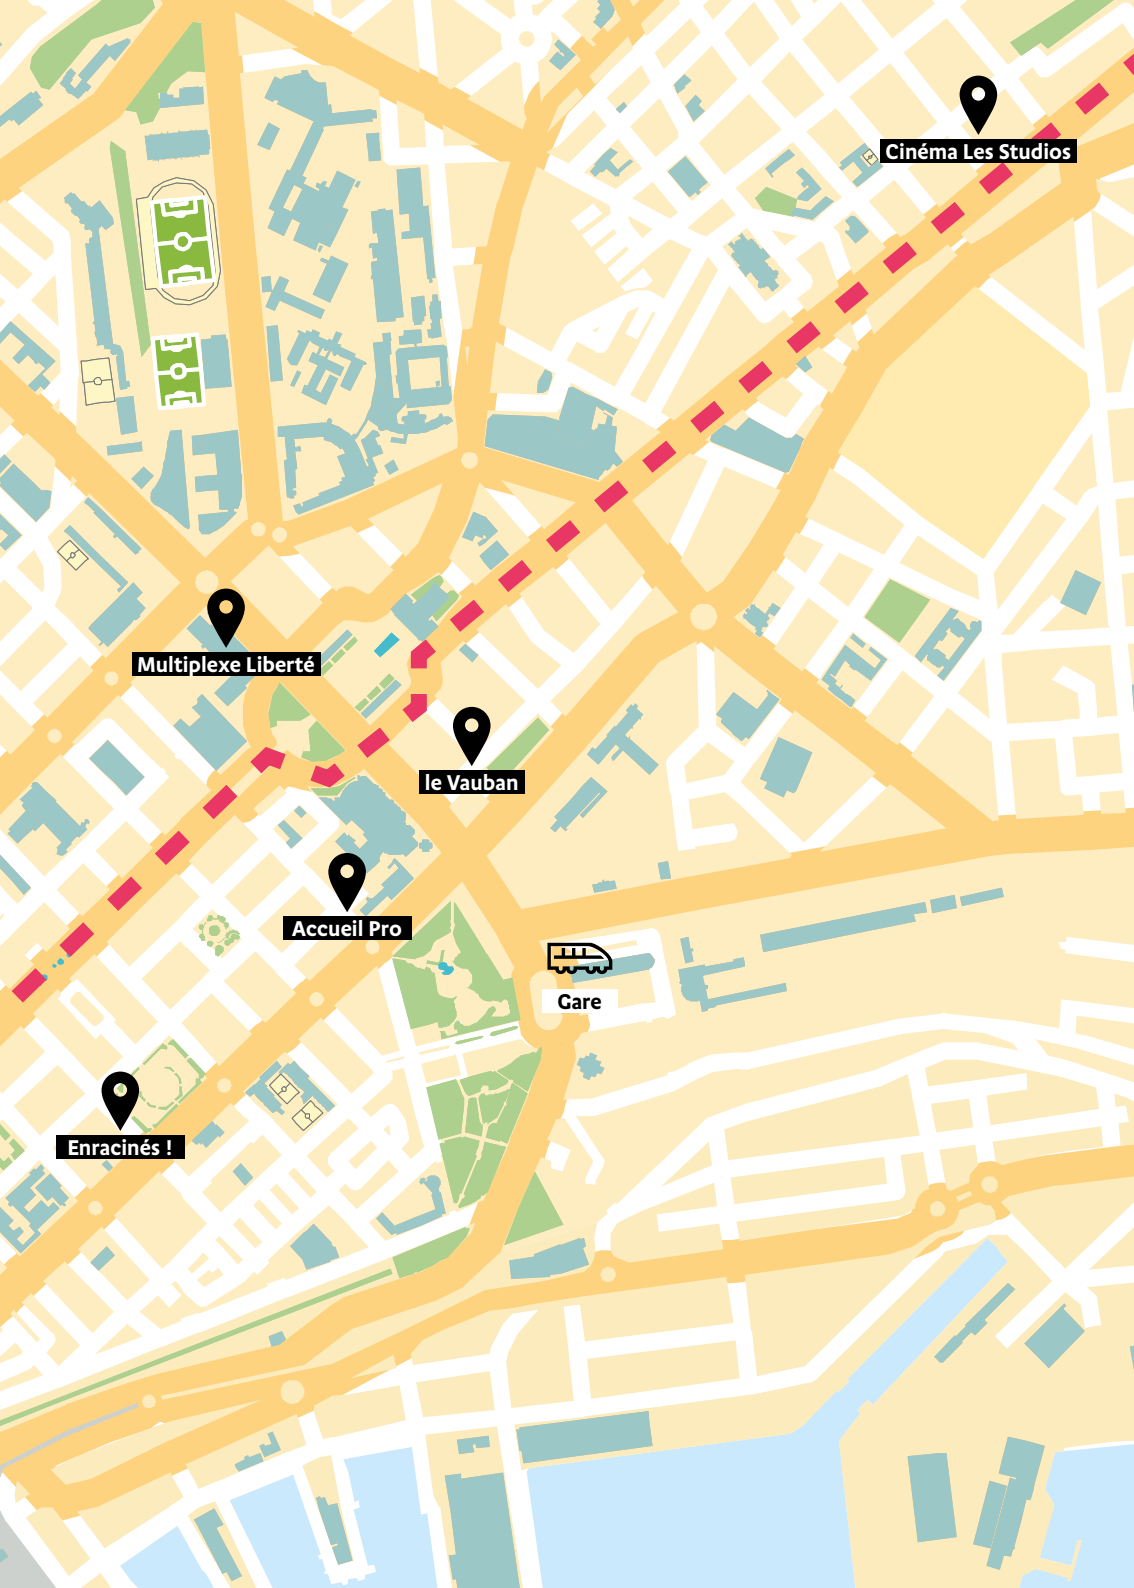 Cinéma Les Studios
Multiplexe Liberté
le Vauban
Accueil Pro
Gare
Enracinés !